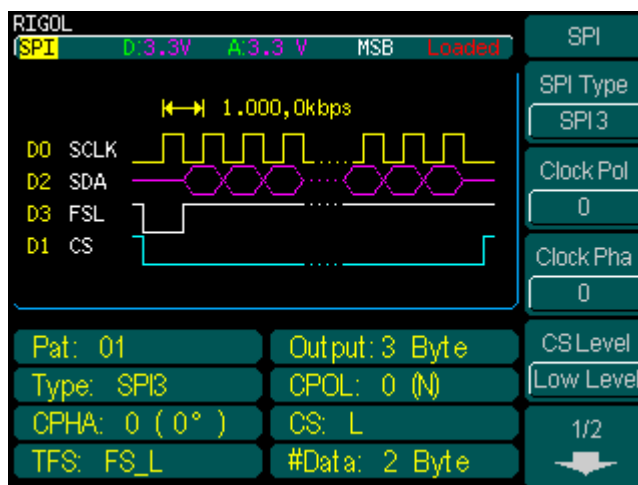 RIGOL
SPI D:3.3V A:3.3 V MSB Loaded
1.000,0kbps
D0 SCLK
D2 SDA
D3 FSL
D1 CS
Pat: 01
Output: 3 Byte
Type: SPI3
CPOL: 0 (N)
CPHA: 0 ( 0° )
CS: L
TFS: FS_L
#Data: 2 Byte
SPI
SPI Type
SPI 3
Clock Pol
0
Clock Pha
0
CS Level
Low Level
1/2